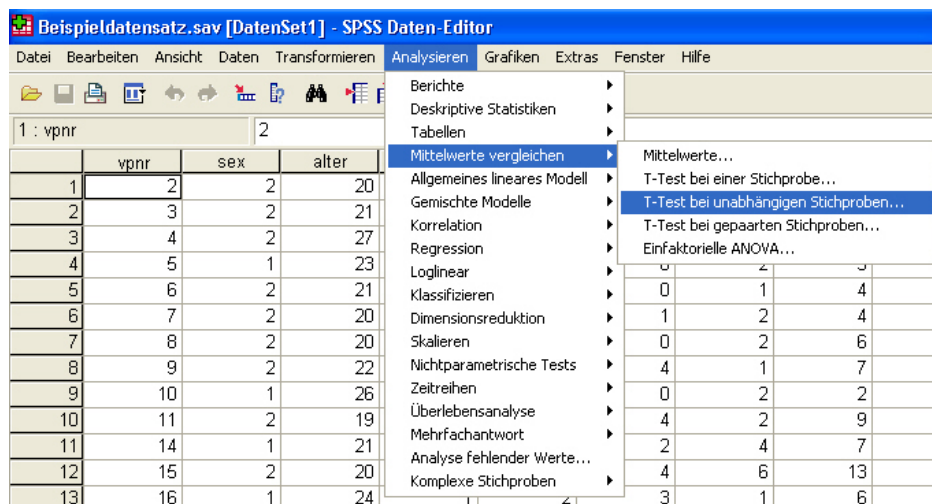 Beispieldatensatz.sav [DatenSet1] - SPSS Daten-Editor
Datei Bearbeiten Ansicht Daten Transformieren Analysieren Grafiken Extras Fenster Hilfe
1 : vpnr 2
vpnr sex alter
1 2 2 20
2 3 2 21
3 4 2 27
4 5 1 23
5 6 2 21 0 1 4
6 7 2 20 1 2 4
7 8 2 20 0 2 6
8 9 2 22 4 1 7
9 10 1 26 0 2 2
10 11 2 19 4 2 9
11 14 1 21 2 4 7
12 15 2 20 4 6 13
13 16 1 24 2 3 1 6
Berichte
Deskriptive Statistiken
Tabellen
Mittelwerte vergleichen
Allgemeines lineares Modell
Gemischte Modelle
Korrelation
Regression
Loglinear
Klassifizieren
Dimensionsreduktion
Skalieren
Nichtparametrische Tests
Zeitreihen
Überlebensanalyse
Mehrfachantwort
Analyse fehlender Werte...
Komplexe Stichproben
Mittelwerte...
T-Test bei einer Stichprobe...
T-Test bei unabhängigen Stichproben...
T-Test bei gepaarten Stichproben...
Einfaktorielle ANOVA...